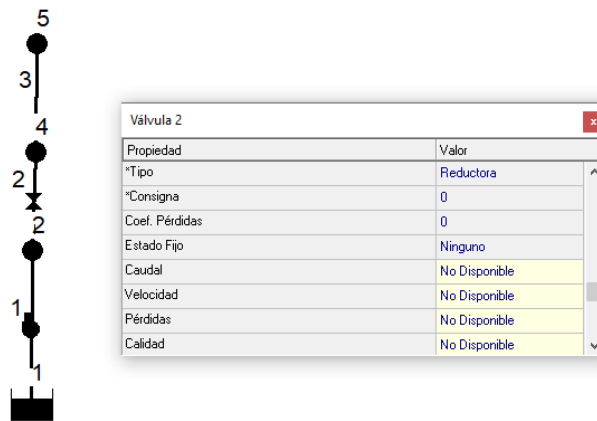 5
3
4
2
2
1
1
Válvula 2
x
Propiedad Valor
*Tipo Reductora
*Consigna 0
Coef. Pérdidas 0
Estado Fijo Ninguno
Caudal No Disponible
Velocidad No Disponible
Pérdidas No Disponible
Calidad No Disponible